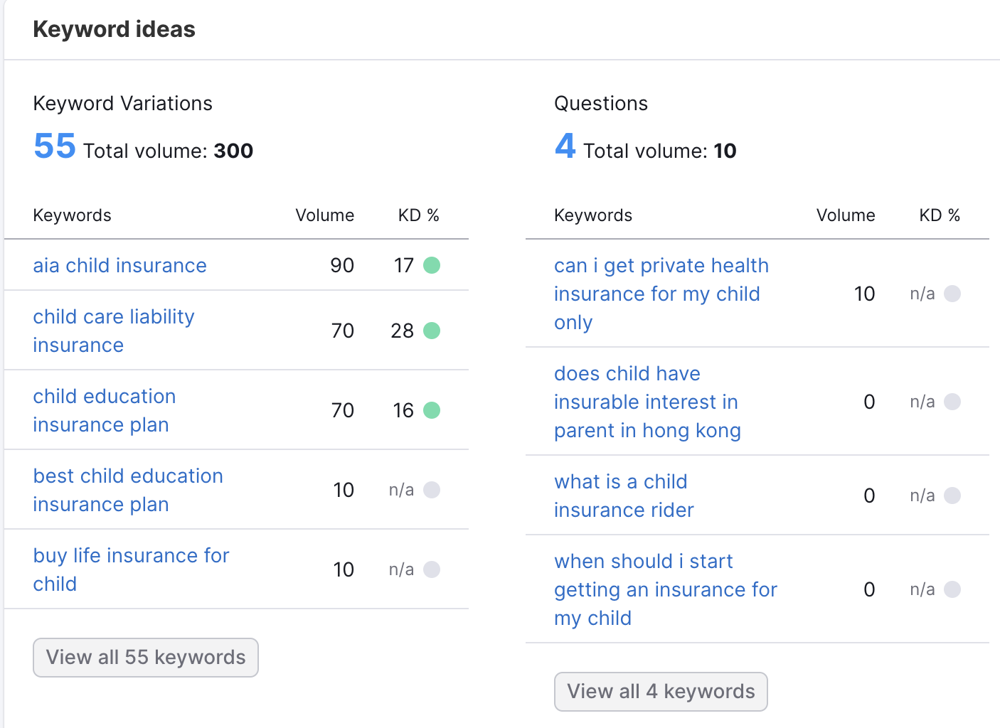 Keyword ideas
Keyword Variations
55 Total volume: 300
Keywords Volume KD %
aia child insurance 90 17
child care liability
insurance 70 28
child education
insurance plan 70 16
best child education
insurance plan 10 n/a
buy life insurance for
child 10 n/a
View all 55 keywords
Questions
4 Total volume: 10
Keywords Volume KD %
can i get private health
insurance for my child 10 n/a
only
does child have
insurable interest in 0 n/a
parent in hong kong
what is a child
insurance rider 0 n/a
when should i start
getting an insurance for 0 n/a
my child
View all 4 keywords